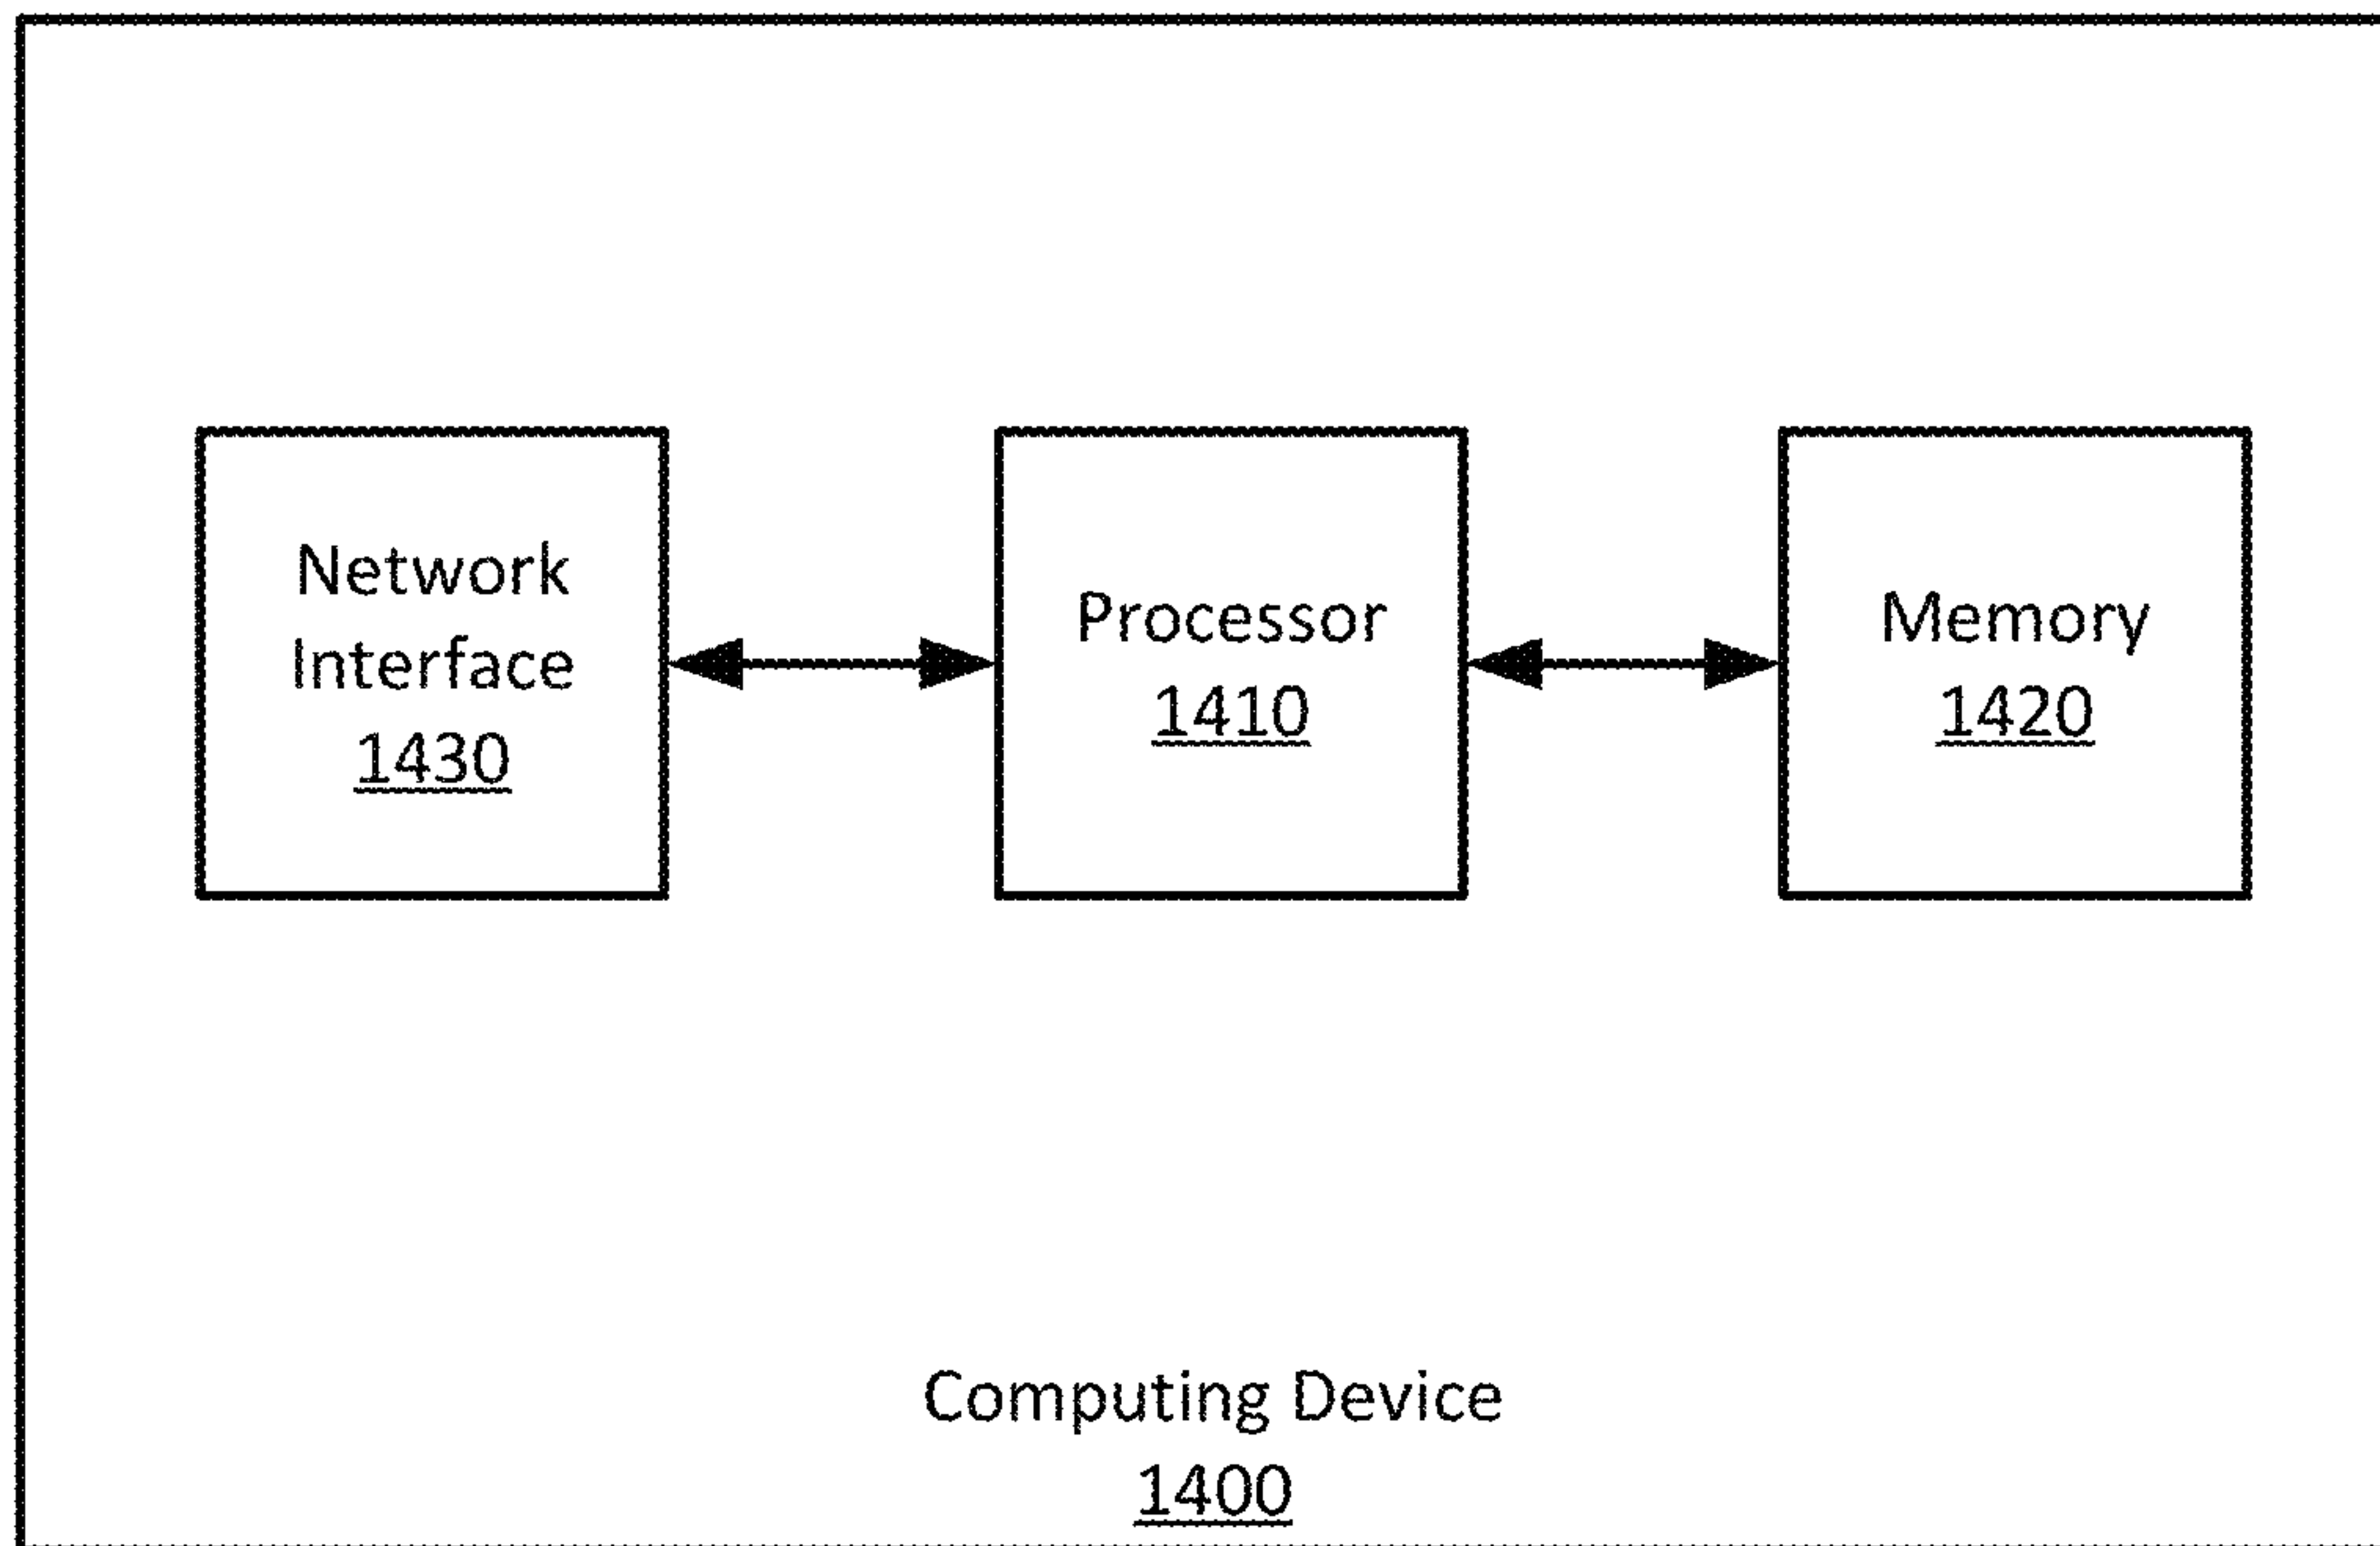 Network
Interface
1430
Processor
1410
Memory
1420
Computing Device
1400